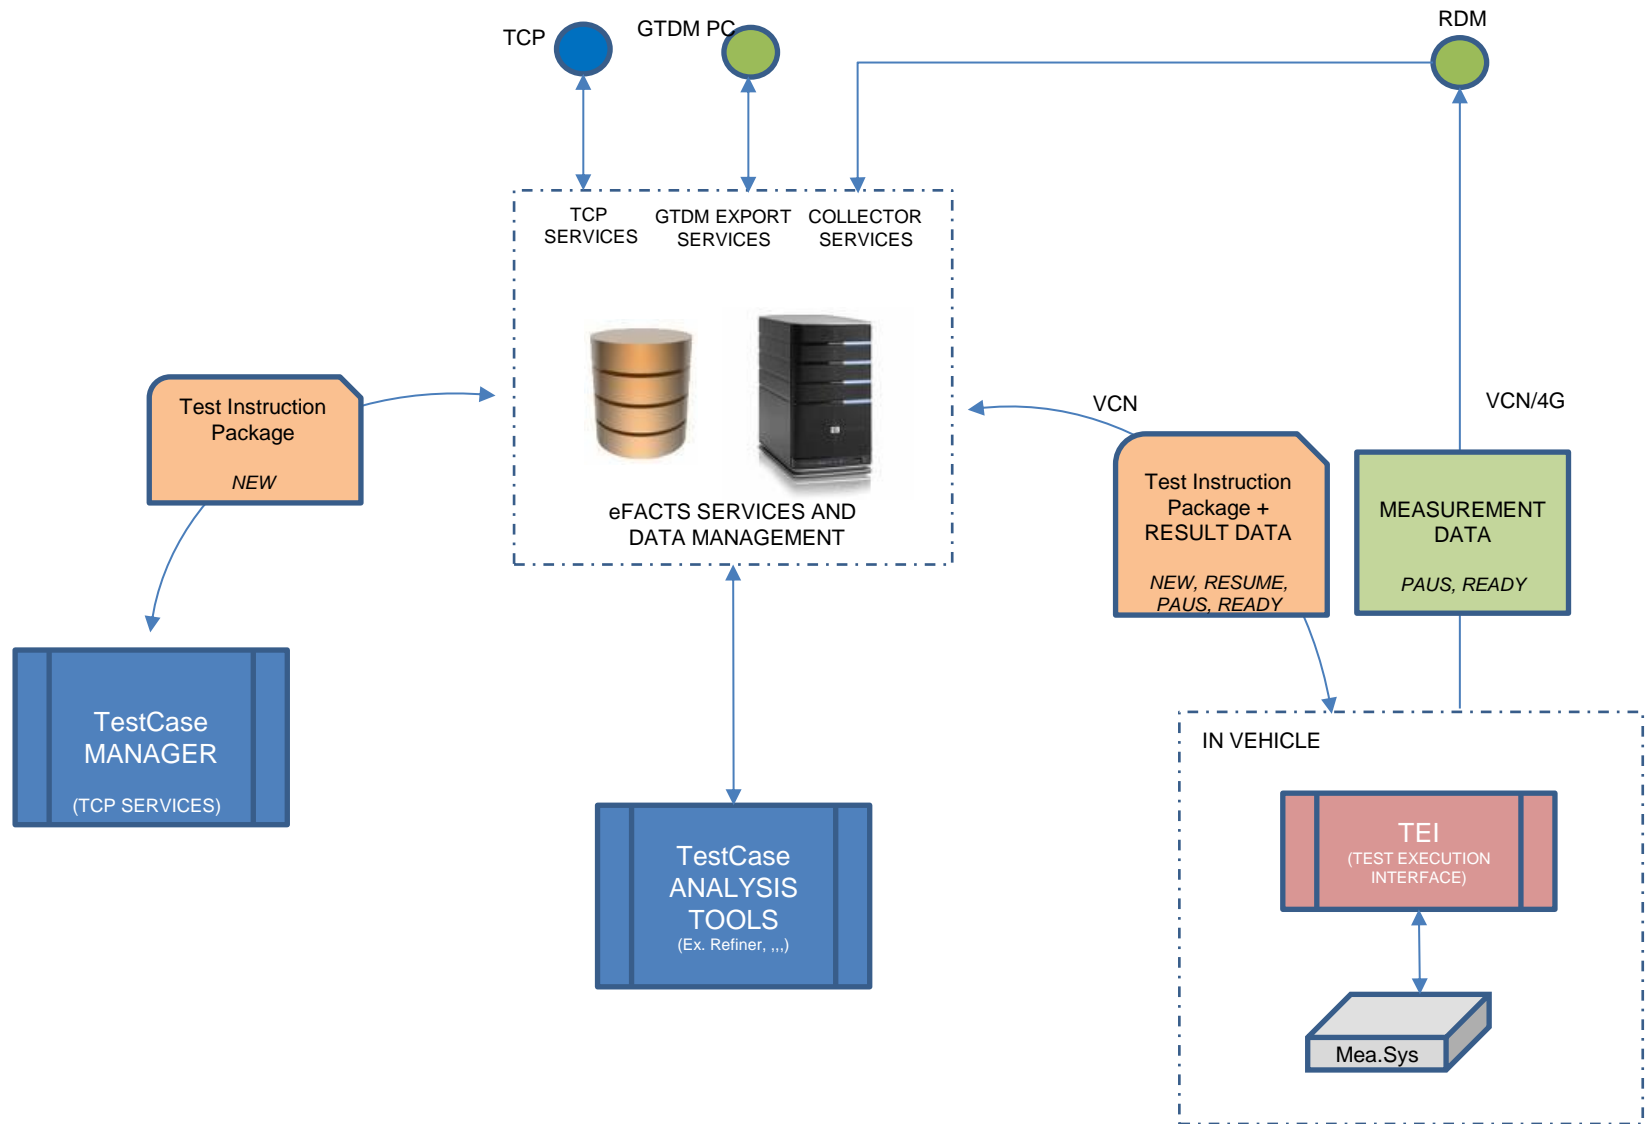 TCP
GTDM PC
RDM
TCP
SERVICES
GTDM EXPORT
SERVICES
COLLECTOR
SERVICES
Test Instruction
Package
NEW
eFACTS SERVICES AND
DATA MANAGEMENT
VCN
VCN/4G
Test Instruction
Package +
RESULT DATA
NEW, RESUME,
PAUS, READY
MEASUREMENT
DATA
PAUS, READY
TestCase
MANAGER
(TCP SERVICES)
TestCase
ANALYSIS
TOOLS
(Ex. Refiner, ,,,)
IN VEHICLE
TEI
(TEST EXECUTION
INTERFACE)
Mea.Sys